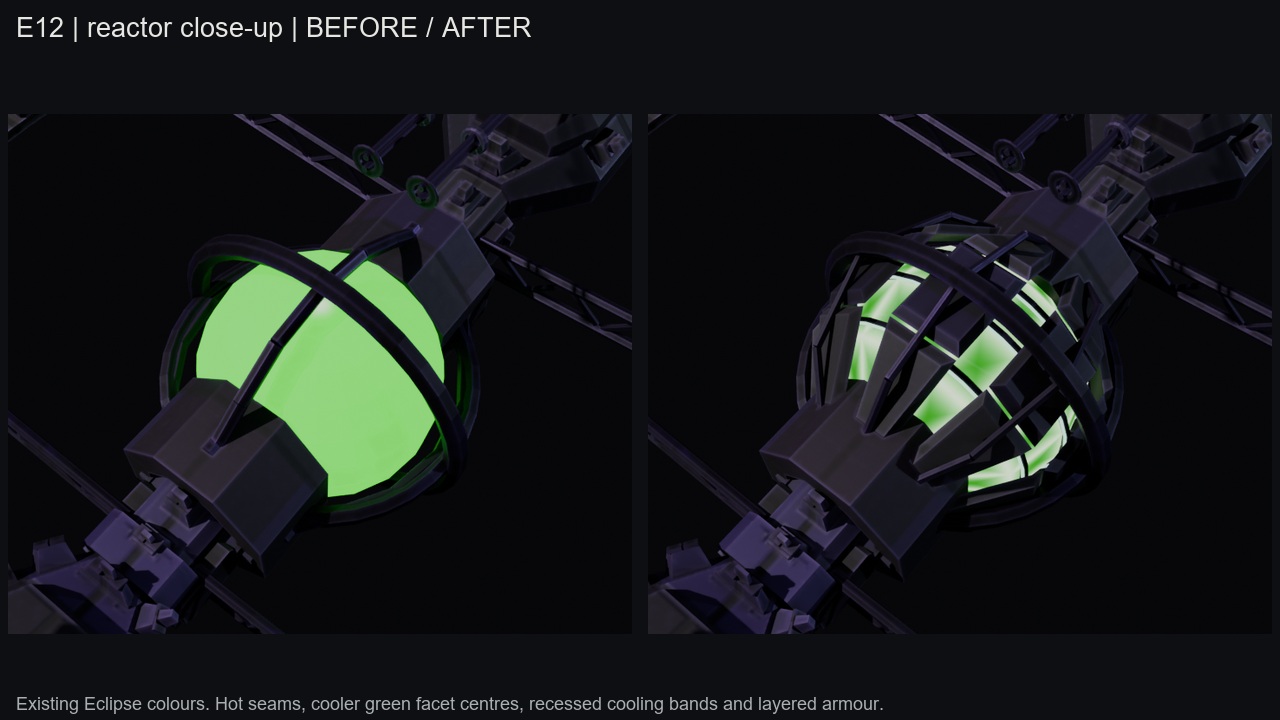 E12 | reactor close-up | BEFORE / AFTER
Existing Eclipse colours. Hot seams, cooler green facet centres, recessed cooling bands and layered armour.